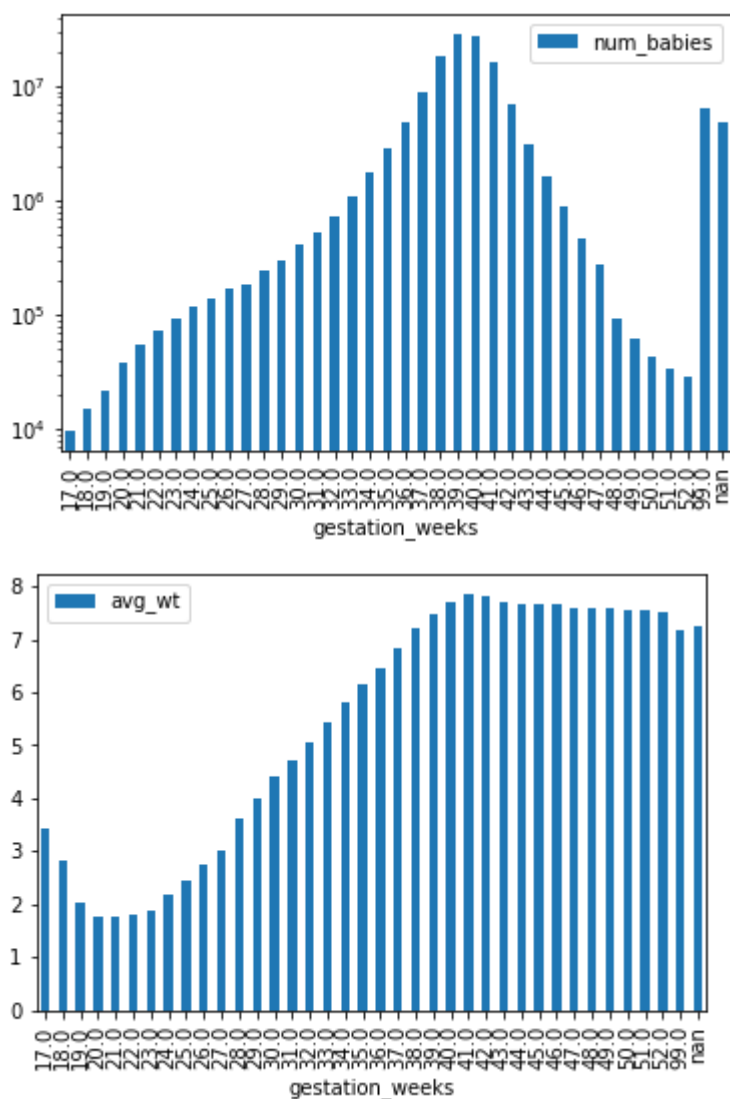 num_babies
10⁷
10⁶
10⁵
10⁴
17.0 18.0 19.0 20.0 21.0 22.0 23.0 24.0 25.0 26.0 27.0 28.0 29.0 30.0 31.0 32.0 33.0 34.0 35.0 36.0 37.0 38.0 39.0 40.0 41.0 42.0 43.0 44.0 45.0 46.0 47.0 48.0 49.0 50.0 51.0 52.0 99.0 nan
gestation_weeks
avg_wt
8
7
6
5
4
3
2
1
0
17.0 18.0 19.0 20.0 21.0 22.0 23.0 24.0 25.0 26.0 27.0 28.0 29.0 30.0 31.0 32.0 33.0 34.0 35.0 36.0 37.0 38.0 39.0 40.0 41.0 42.0 43.0 44.0 45.0 46.0 47.0 48.0 49.0 50.0 51.0 52.0 99.0 nan
gestation_weeks